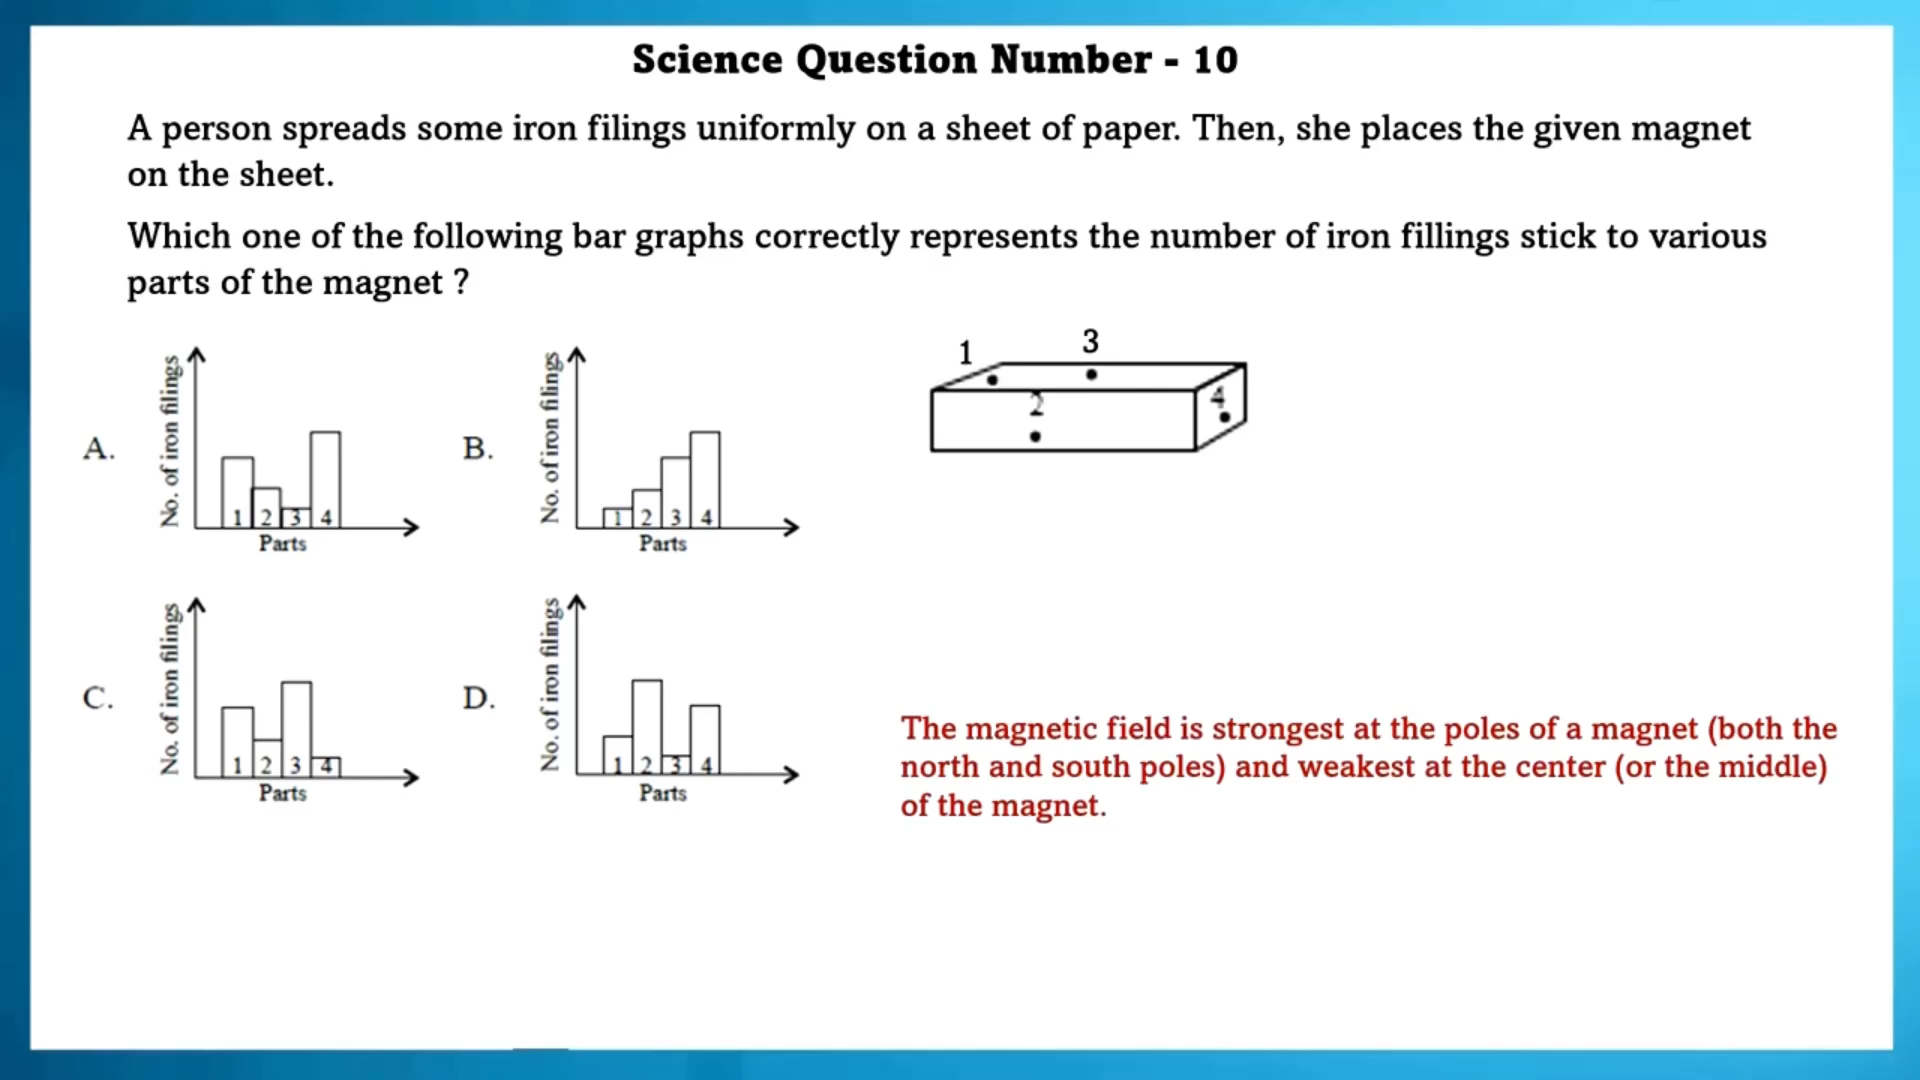 Science Question Number - 10
A person spreads some iron filings uniformly on a sheet of paper. Then, she places the given magnet
on the sheet.
Which one of the following bar graphs correctly represents the number of iron fillings stick to various
parts of the magnet ?
A.
No. of iron filings
1 2 3 4
Parts
B.
No. of iron filings
1 2 3 4
Parts
1
3
2
4
C.
No. of iron filings
1 2 3 4
Parts
D.
No. of iron filings
1 2 3 4
Parts
The magnetic field is strongest at the poles of a magnet (both the
north and south poles) and weakest at the center (or the middle)
of the magnet.